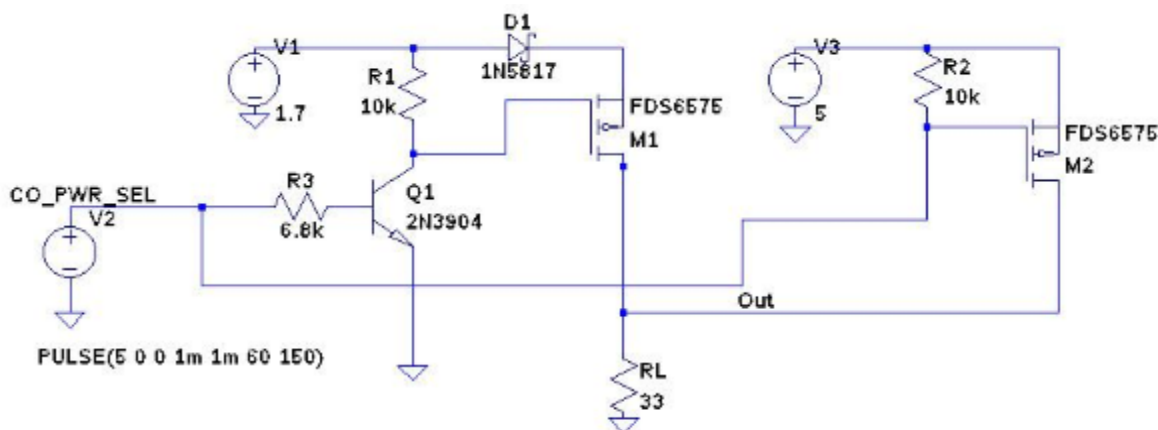 D1
V1
1N5817
R1
10k
1.7
FDS6575
M1
V3
5
R2
10k
FDS6575
M2
CO_PWR_SEL
V2
R3
6.8k
Q1
2N3904
Out
PULSE(5 0 0 1m 1m 60 150)
RL
33